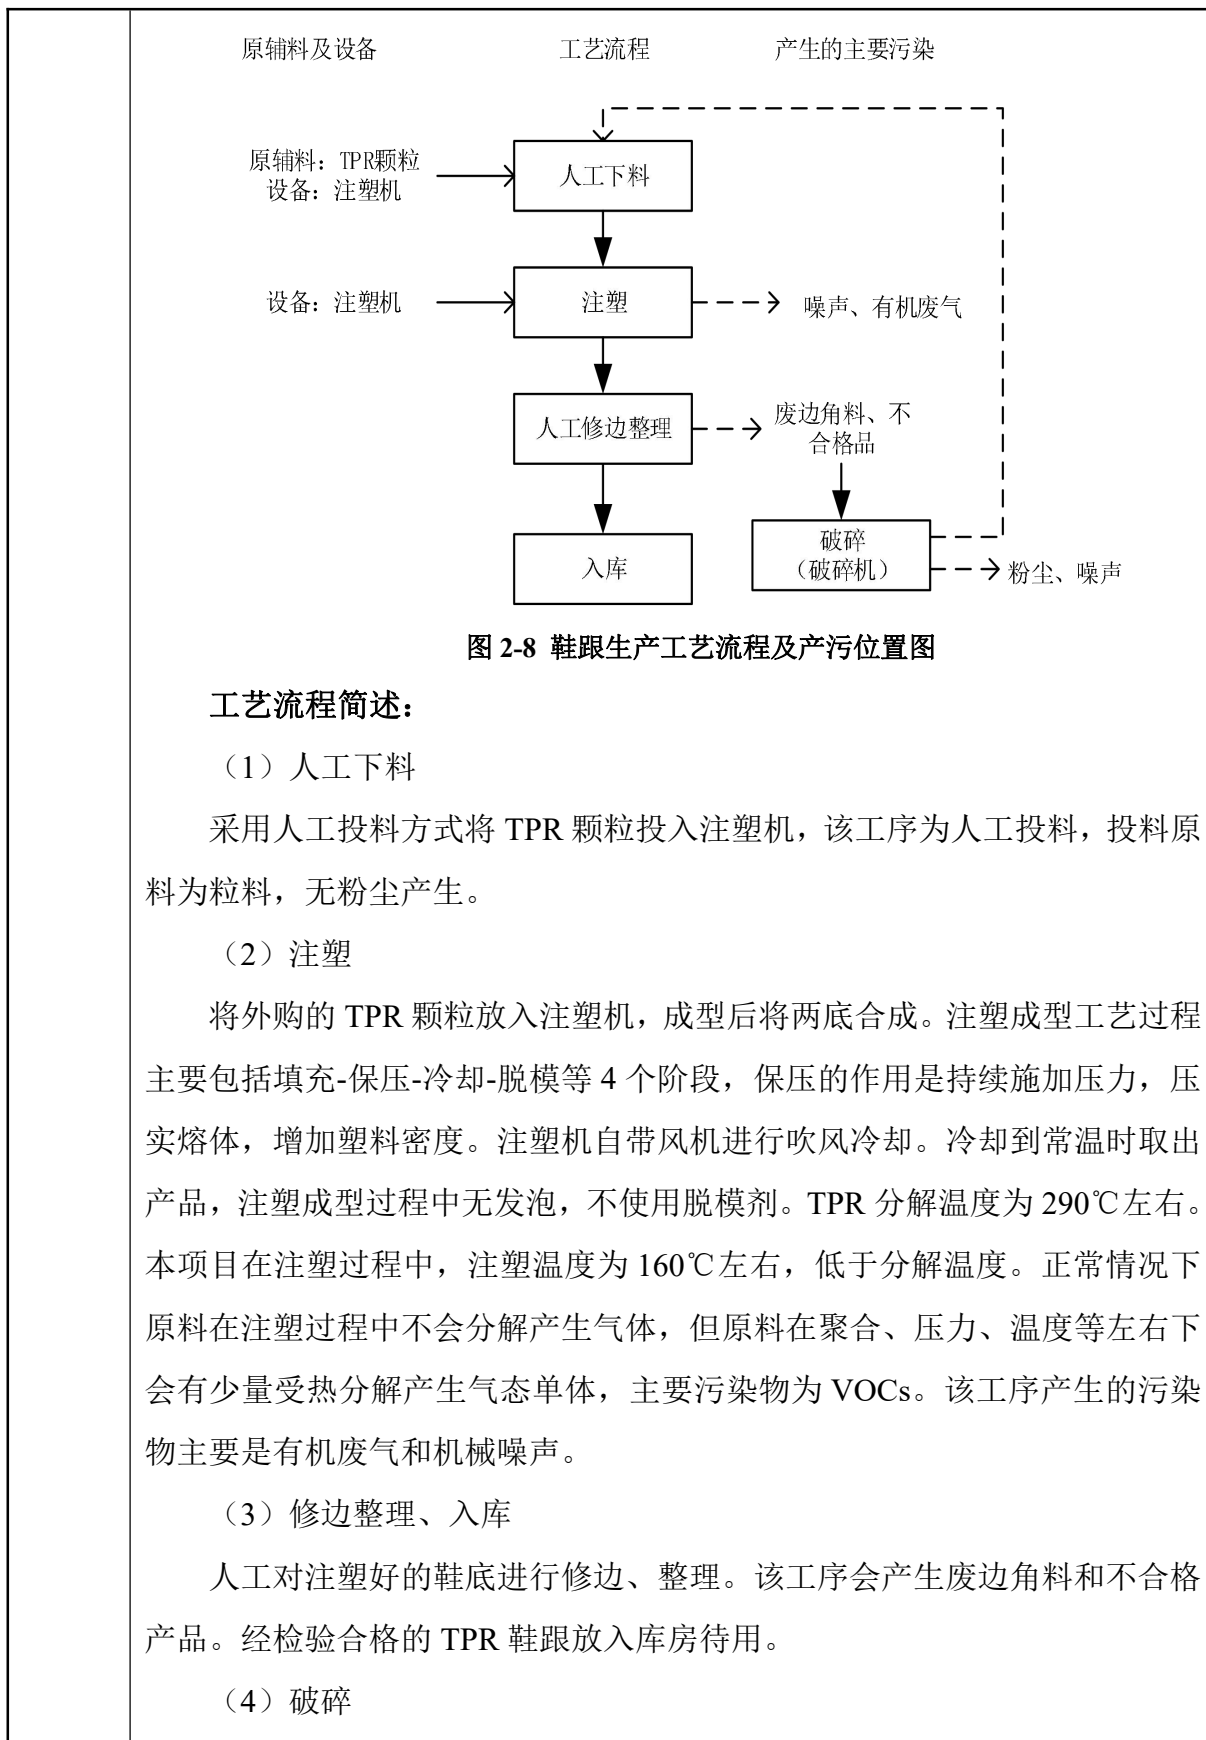 原辅料及设备 工艺流程 产生的主要污染
原辅料：TPR颗粒
设备：注塑机
人工下料
设备：注塑机
注塑
噪声、有机废气
人工修边整理
废边角料、不
合格品
入库
破碎
（破碎机）
粉尘、噪声
图 2-8 鞋跟生产工艺流程及产污位置图
工艺流程简述：
（1）人工下料
采用人工投料方式将 TPR 颗粒投入注塑机，该工序为人工投料，投料原
料为粒料，无粉尘产生。
（2）注塑
将外购的 TPR 颗粒放入注塑机，成型后将两底合成。注塑成型工艺过程
主要包括填充-保压-冷却-脱模等 4 个阶段，保压的作用是持续施加压力，压
实熔体，增加塑料密度。注塑机自带风机进行吹风冷却。冷却到常温时取出
产品，注塑成型过程中无发泡，不使用脱模剂。TPR 分解温度为 290℃左右。
本项目在注塑过程中，注塑温度为 160℃左右，低于分解温度。正常情况下
原料在注塑过程中不会分解产生气体，但原料在聚合、压力、温度等左右下
会有少量受热分解产生气态单体，主要污染物为 VOCs。该工序产生的污染
物主要是有机废气和机械噪声。
（3）修边整理、入库
人工对注塑好的鞋底进行修边、整理。该工序会产生废边角料和不合格
产品。经检验合格的 TPR 鞋跟放入库房待用。
（4）破碎